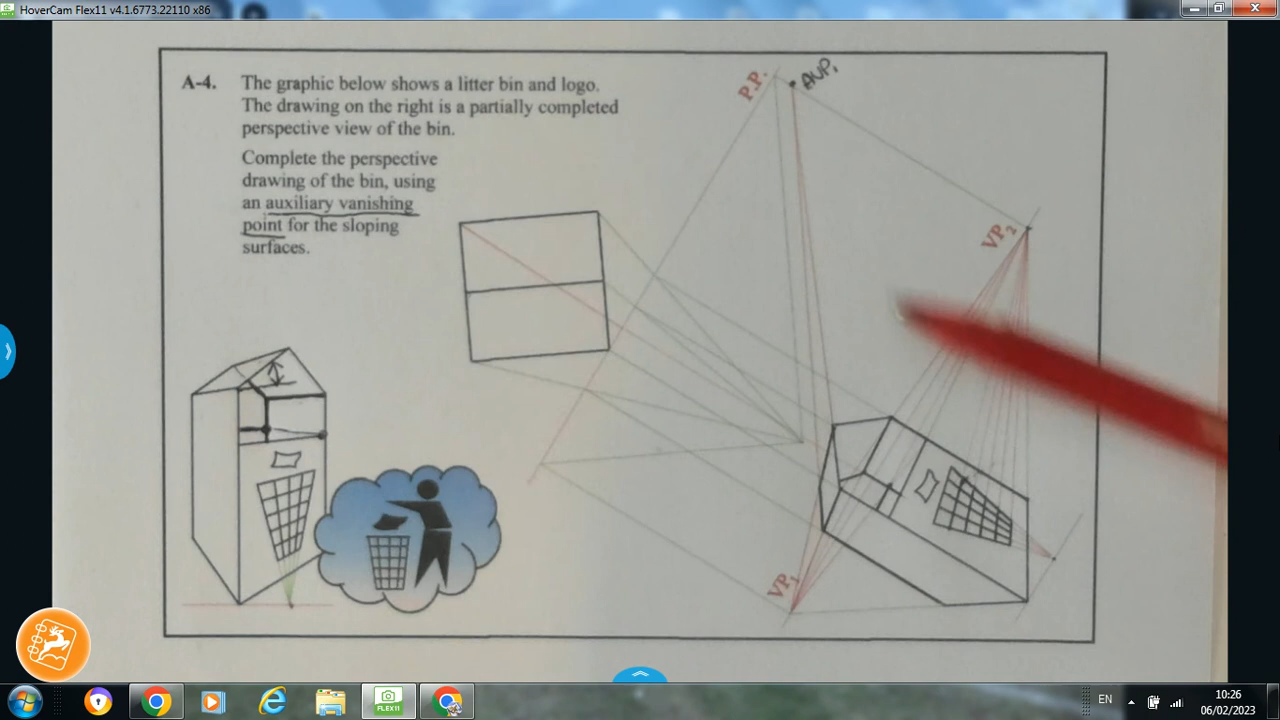 HoverCam Flex11 v4.1.6773.22110 x86
A-4. The graphic below shows a litter bin and logo.
The drawing on the right is a partially completed
perspective view of the bin.
Complete the perspective
drawing of the bin, using
an auxiliary vanishing
point for the sloping
surfaces.
P.P.
AVP1
VP2
VP1
FLEX11
EN
10:26
06/02/2023